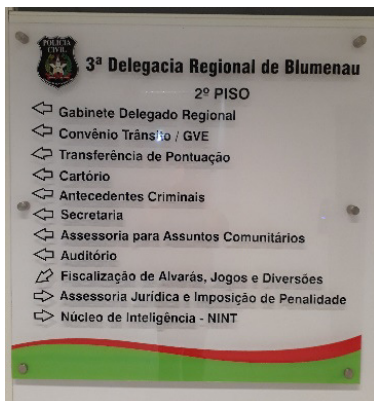 POLÍCIA
CIVIL
3ª Delegacia Regional de Blumenau
2º PISO
Gabinete Delegado Regional
Convênio Trânsito / GVE
Transferência de Pontuação
Cartório
Antecedentes Criminais
Secretaria
Assessoria para Assuntos Comunitários
Auditório
Fiscalização de Alvarás, Jogos e Diversões
Assessoria Jurídica e Imposição de Penalidade
Núcleo de Inteligência - NINT